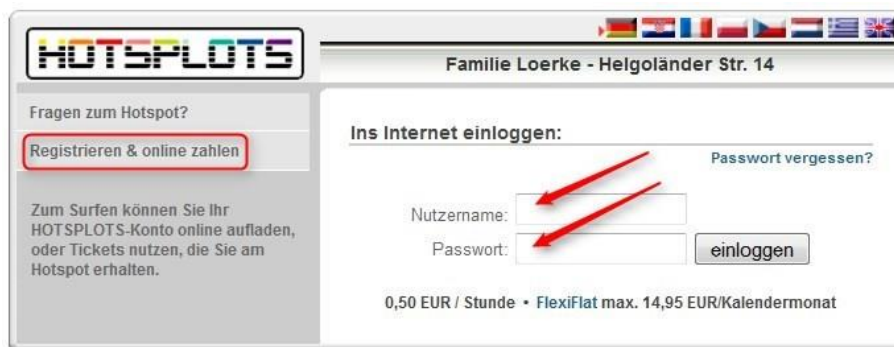 HOTSPLOTS
Familie Loerke - Helgoländer Str. 14
Fragen zum Hotspot?
Registrieren & online zahlen
Zum Surfen können Sie Ihr
HOTSPLOTS-Konto online aufladen,
oder Tickets nutzen, die Sie am
Hotspot erhalten.
Ins Internet einloggen:
Passwort vergessen?
Nutzername:
Passwort:
einloggen
0,50 EUR / Stunde • FlexiFlat max. 14,95 EUR/Kalendermonat